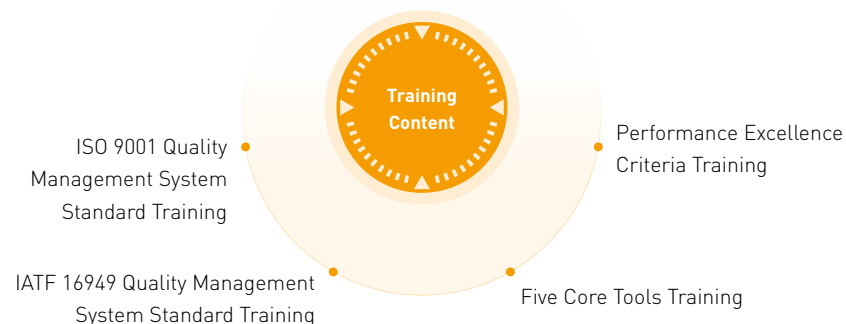 Training
Content
ISO 9001 Quality
Management System
Standard Training
Performance Excellence
Criteria Training
IATF 16949 Quality Management
System Standard Training
Five Core Tools Training